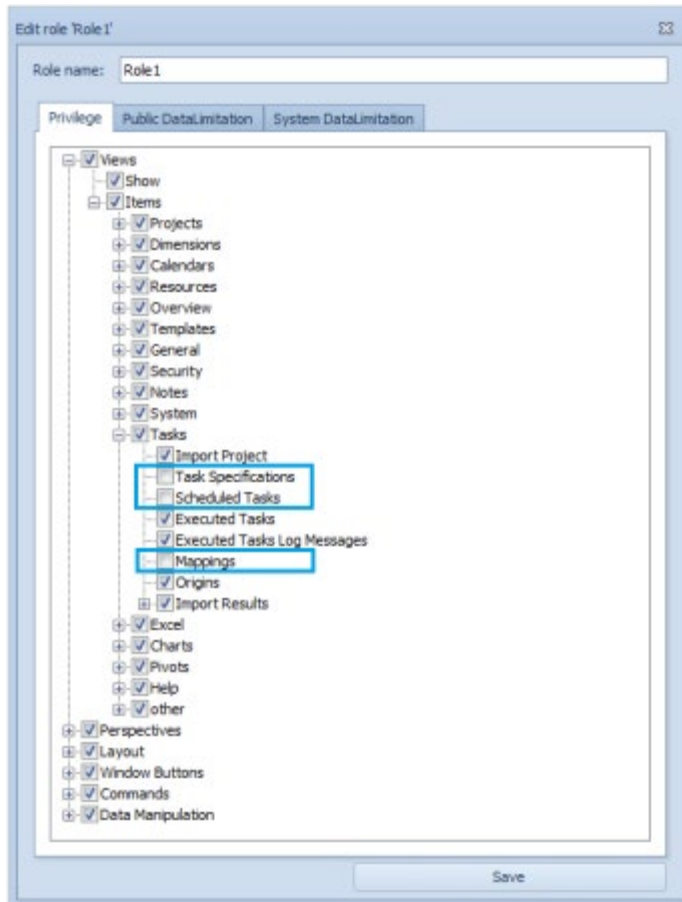 Edit role 'Role1'
Role name: Role1
Privilege Public DataLimitation System DataLimitation
Views
Show
Items
Projects
Dimensions
Calendars
Resources
Overview
Templates
General
Security
Notes
System
Tasks
Import Project
Task Specifications
Scheduled Tasks
Executed Tasks
Executed Tasks Log Messages
Mappings
Origins
Import Results
Excel
Charts
Pivots
Help
other
Perspectives
Layout
Window Buttons
Commands
Data Manipulation
Save